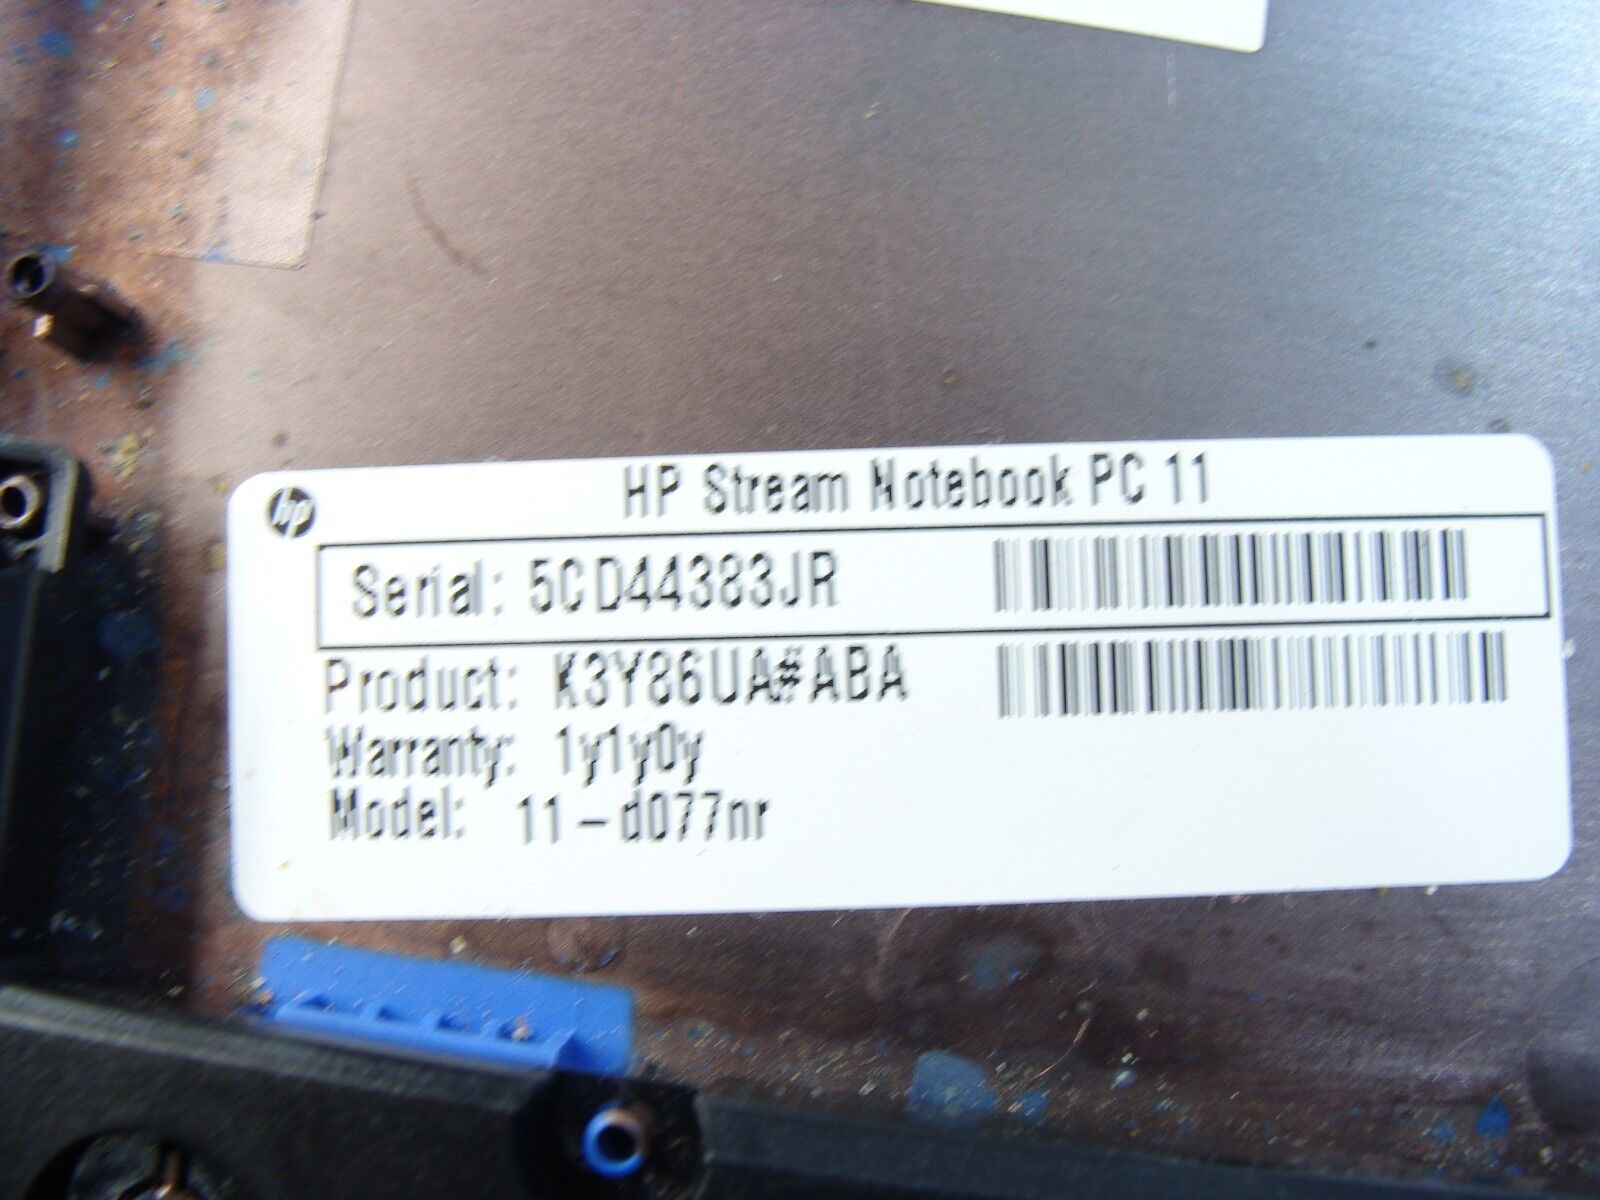 hp
HP Stream Notebook PC 11
Serial: 5CD44383JR
Product: K3Y86UA#ABA
Warranty: 1y1y0y
Model: 11-d077nr